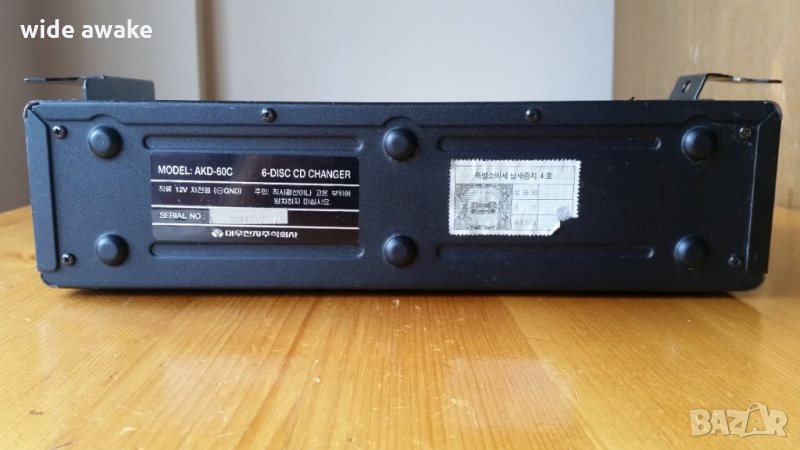 wide awake
MODEL: AKD-60C 6-DISC CD CHANGER
직류 12V 차전용 (⊖GND) 주의: 직사광선이나 고온 부위에
방치하지 마십시요.
SERIAL NO:
대우전자주식회사
특별소비세 납세증지 4 호
BAZAR